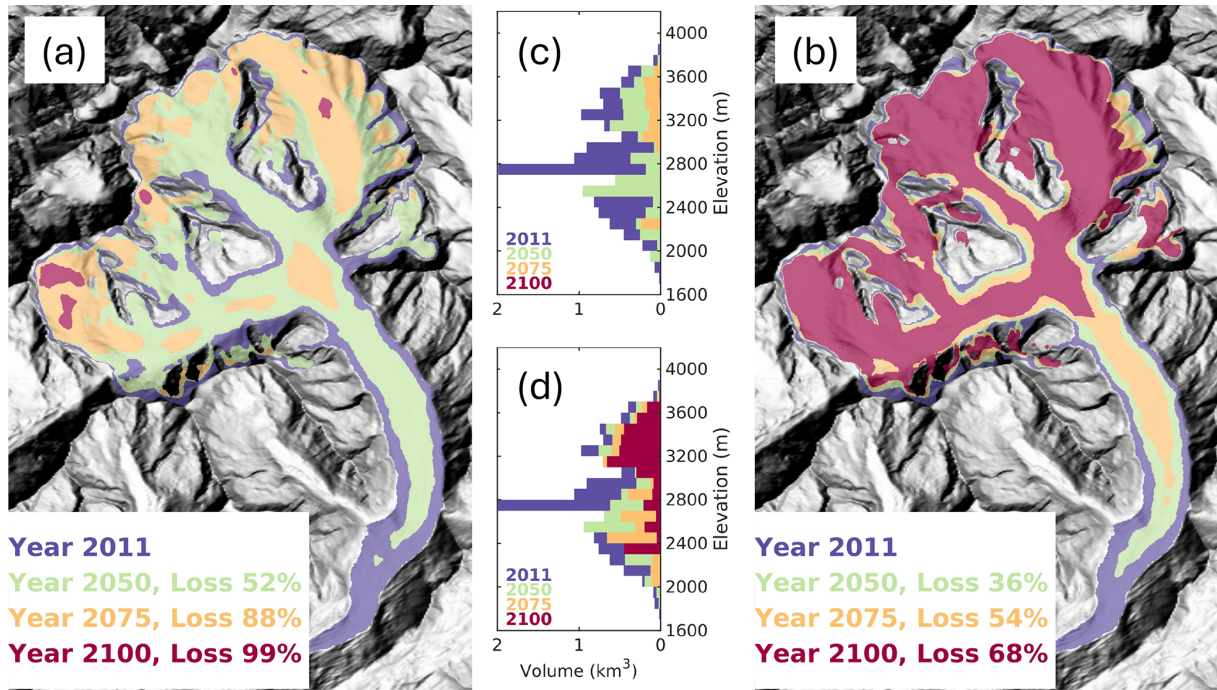 (a)
Year 2011
Year 2050, Loss 52%
Year 2075, Loss 88%
Year 2100, Loss 99%
(c)
4000
3600
3200
2800
2400
2000
1600
Elevation (m)
2011
2050
2075
2100
2 1 0
(d)
4000
3600
3200
2800
2400
2000
1600
Elevation (m)
2011
2050
2075
2100
2 1 0
Volume (km³)
(b)
Year 2011
Year 2050, Loss 36%
Year 2075, Loss 54%
Year 2100, Loss 68%